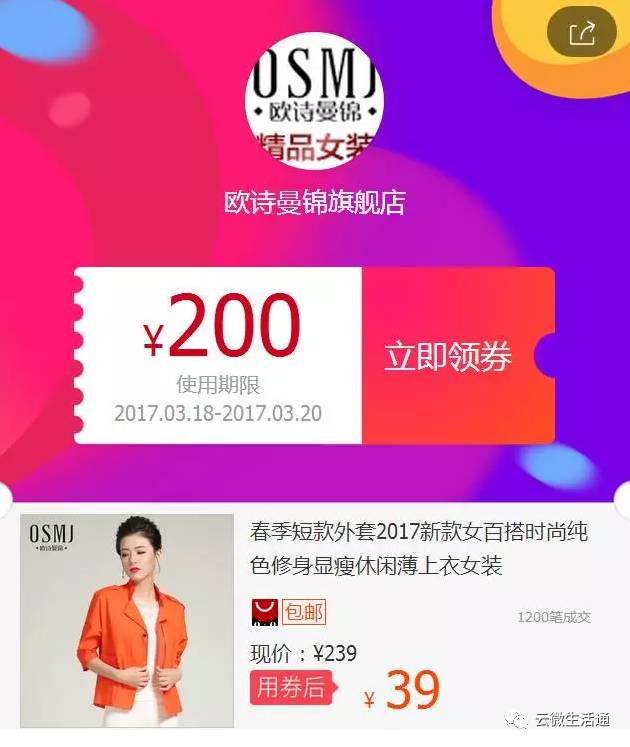 OSMJ
欧诗曼锦
精品女装
欧诗曼锦旗舰店
¥200
立即领券
使用期限
2017.03.18-2017.03.20
OSMJ
欧诗曼锦
春季短款外套2017新款女百搭时尚纯
色修身显瘦休闲薄上衣女装
包邮
1200笔成交
现价：¥239
用券后
¥ 39
云微生活通